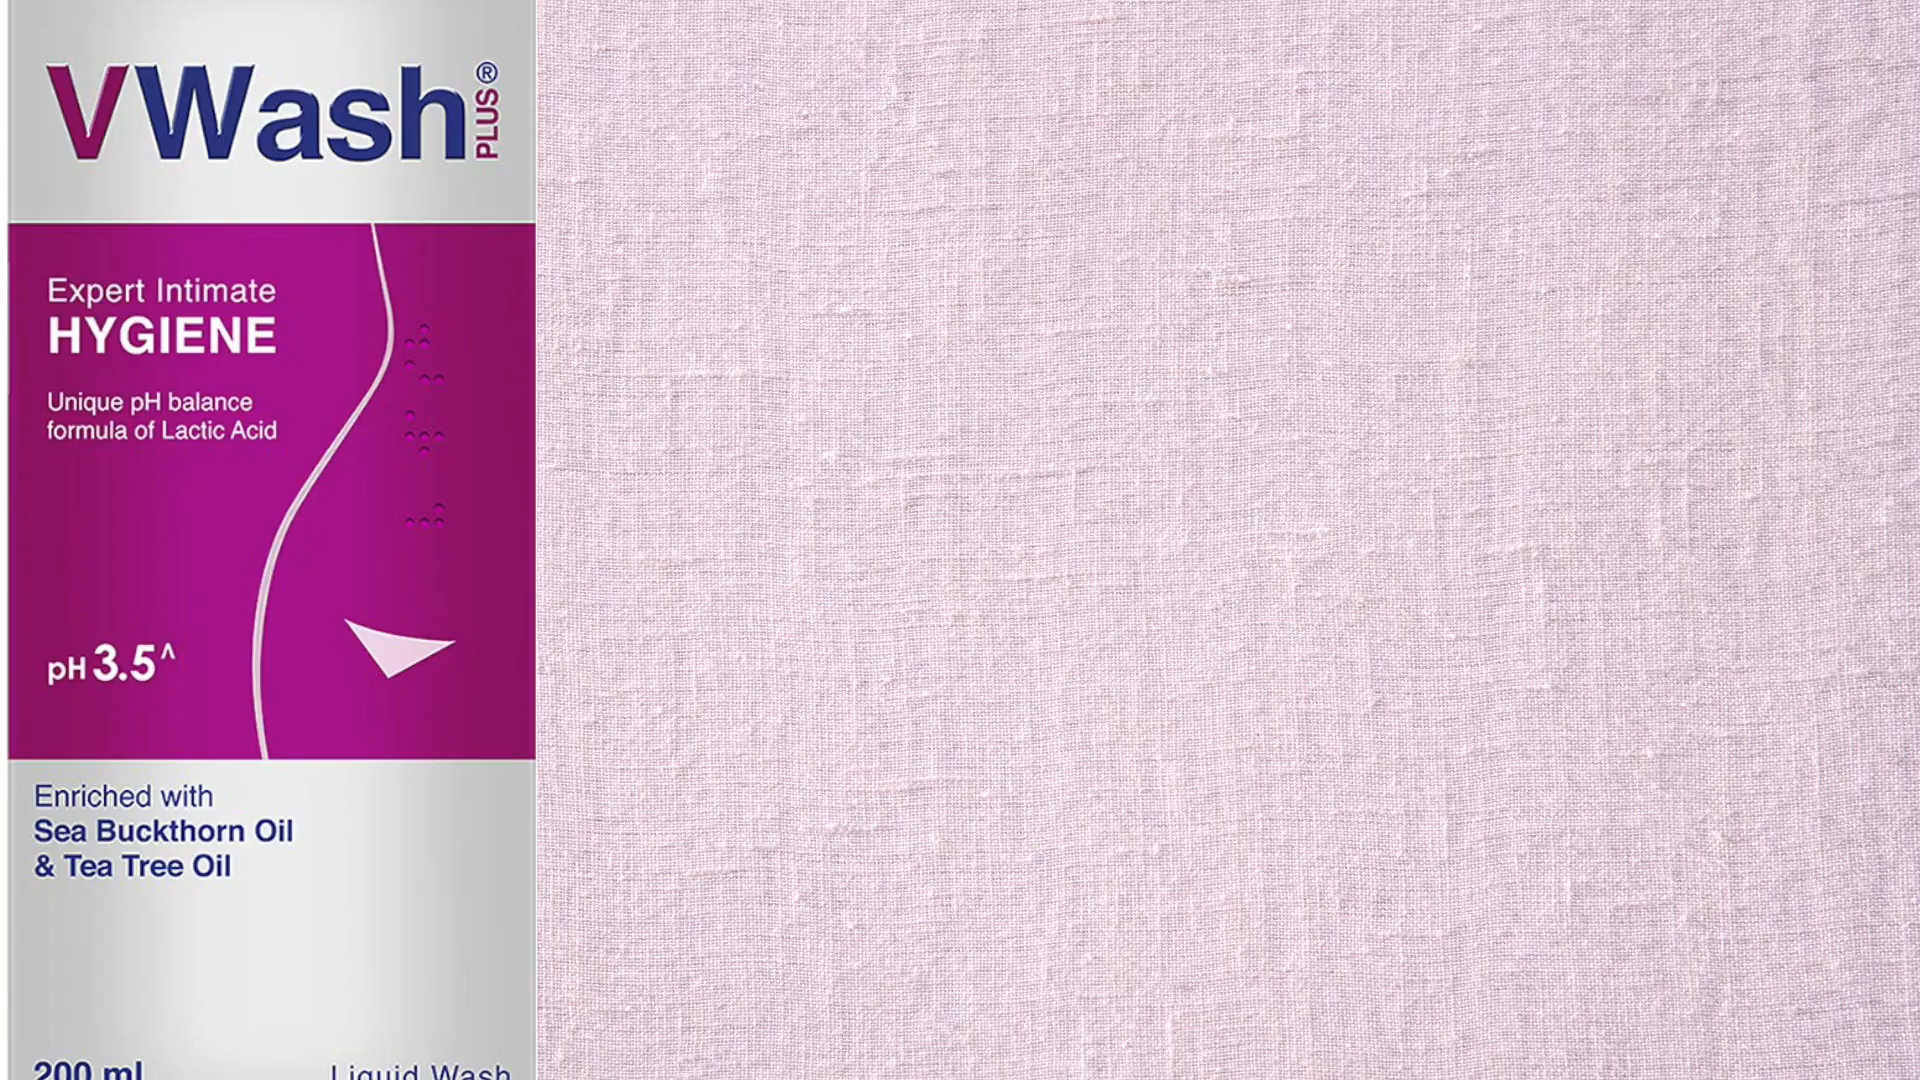 VWash PLUS®
Expert Intimate
HYGIENE
Unique pH balance
formula of Lactic Acid
pH 3.5^
Enriched with
Sea Buckthorn Oil
& Tea Tree Oil
200 ml
Liquid Wash